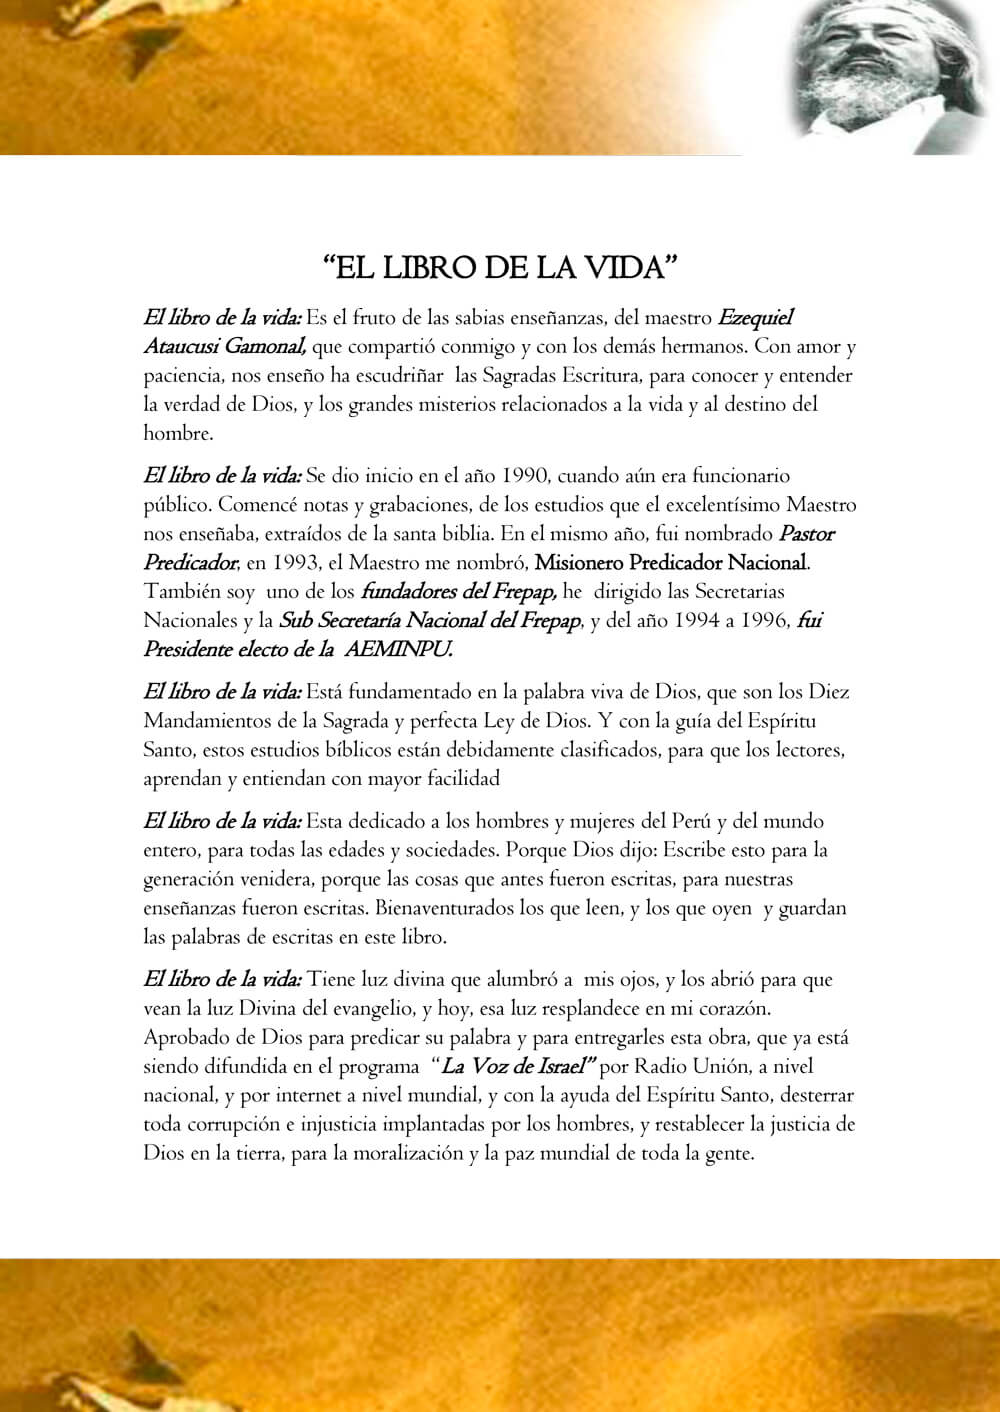 “EL LIBRO DE LA VIDA”
El libro de la vida: Es el fruto de las sabias enseñanzas, del maestro Ezequiel
Ataucusi Gamonal, que compartió conmigo y con los demás hermanos. Con amor y
paciencia, nos enseño ha escudriñar las Sagradas Escritura, para conocer y entender
la verdad de Dios, y los grandes misterios relacionados a la vida y al destino del
hombre.
El libro de la vida: Se dio inicio en el año 1990, cuando aún era funcionario
público. Comencé notas y grabaciones, de los estudios que el excelentísimo Maestro
nos enseñaba, extraídos de la santa biblia. En el mismo año, fui nombrado Pastor
Predicador, en 1993, el Maestro me nombró, Misionero Predicador Nacional.
También soy uno de los fundadores del Frepap, he dirigido las Secretarias
Nacionales y la Sub Secretaría Nacional del Frepap, y del año 1994 a 1996, fui
Presidente electo de la AEMINPU.
El libro de la vida: Está fundamentado en la palabra viva de Dios, que son los Diez
Mandamientos de la Sagrada y perfecta Ley de Dios. Y con la guía del Espíritu
Santo, estos estudios bíblicos están debidamente clasificados, para que los lectores,
aprendan y entiendan con mayor facilidad
El libro de la vida: Esta dedicado a los hombres y mujeres del Perú y del mundo
entero, para todas las edades y sociedades. Porque Dios dijo: Escribe esto para la
generación venidera, porque las cosas que antes fueron escritas, para nuestras
enseñanzas fueron escritas. Bienaventurados los que leen, y los que oyen y guardan
las palabras de escritas en este libro.
El libro de la vida: Tiene luz divina que alumbró a mis ojos, y los abrió para que
vean la luz Divina del evangelio, y hoy, esa luz resplandece en mi corazón.
Aprobado de Dios para predicar su palabra y para entregarles esta obra, que ya está
siendo difundida en el programa “La Voz de Israel” por Radio Unión, a nivel
nacional, y por internet a nivel mundial, y con la ayuda del Espíritu Santo, desterrar
toda corrupción e injusticia implantadas por los hombres, y restablecer la justicia de
Dios en la tierra, para la moralización y la paz mundial de toda la gente.